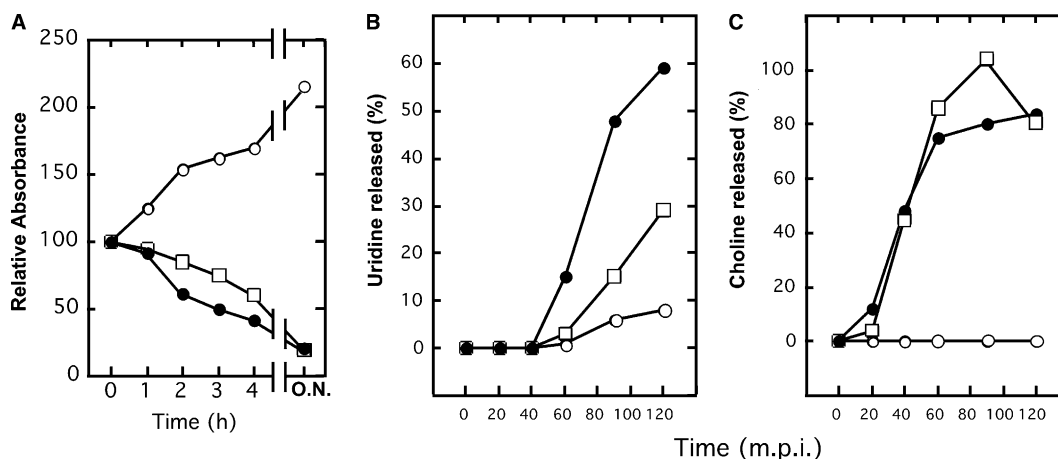 A
250
200
150
100
50
0
Relative Absorbance
0 1 2 3 4 O.N.
Time (h)
B
60
50
40
30
20
10
0
Uridine released (%)
0 20 40 60 80 100 120
C
100
80
60
40
20
0
Choline released (%)
0 20 40 60 80 100 120
Time (m.p.i.)